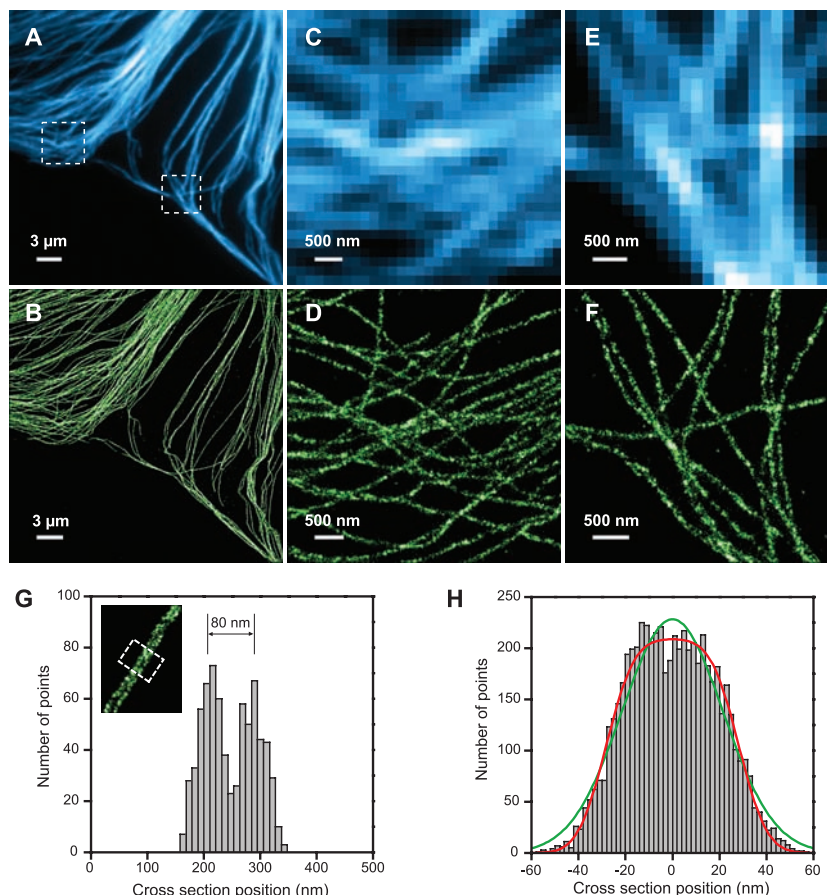 A
3 µm
C
500 nm
E
500 nm
B
3 µm
D
500 nm
F
500 nm
G
Number of points
100
80
60
40
20
0
80 nm
0 100 200 300 400 500
Cross section position (nm)
H
Number of points
250
200
150
100
50
0
-60 -40 -20 0 20 40 60
Cross section position (nm)